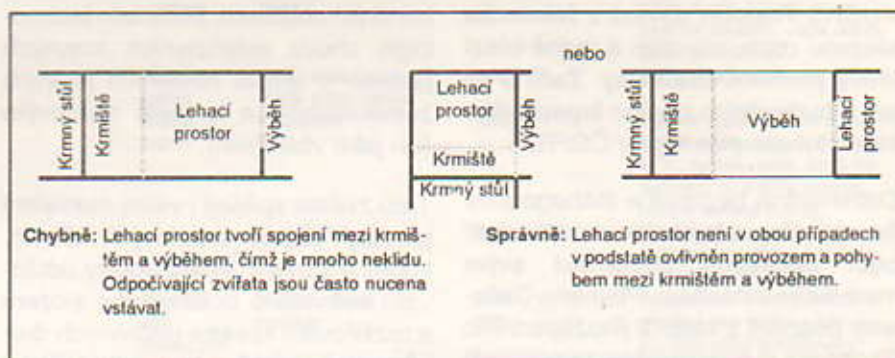 nebo
Krmný stůl
Krmiště
Lehací
prostor
Výběh
Lehací
prostor
Výběh
Krmiště
Krmný stůl
Krmný stůl
Krmiště
Výběh
Lehací
prostor
Chybně: Lehací prostor tvoří spojení mezi krmiš-
těm a výběhem, čímž je mnoho neklidu.
Odpočívající zvířata jsou často nucena
vstávat.
Správně: Lehací prostor není v obou případech
v podstatě ovlivněn provozem a pohy-
bem mezi krmištěm a výběhem.